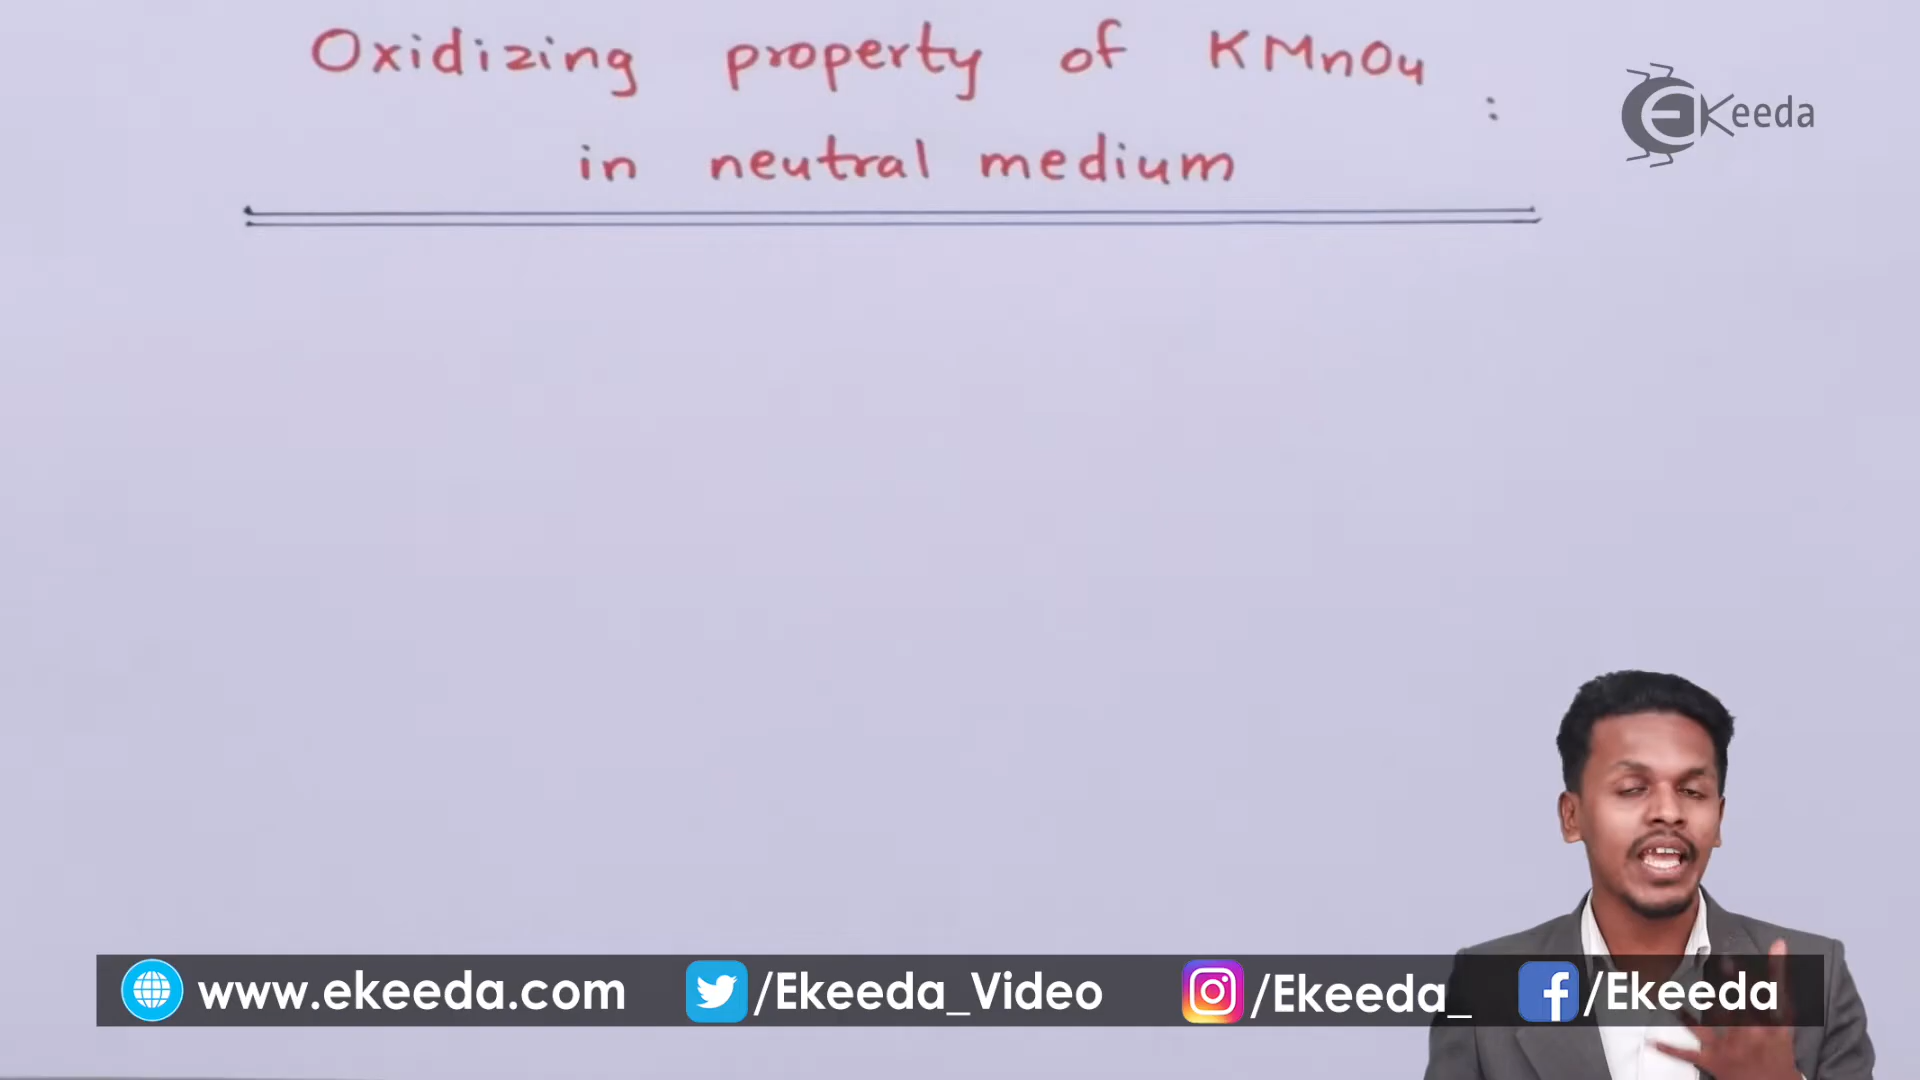 Oxidizing property of KMnO4
in neutral medium :
EKeeda
www.ekeeda.com /Ekeeda_Video /Ekeeda_ /Ekeeda